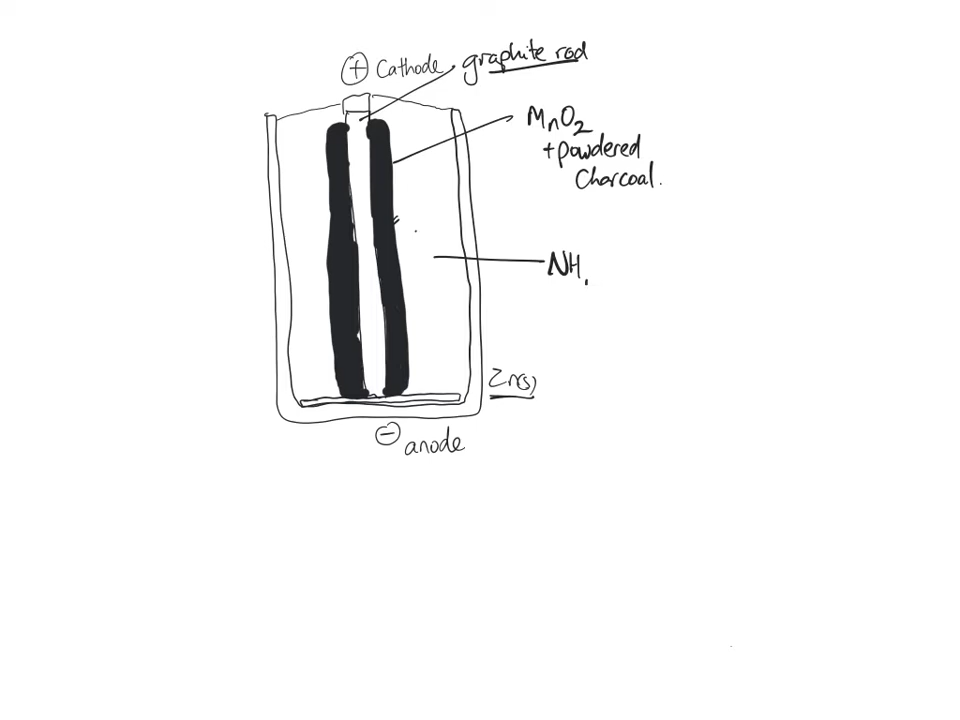 ⊕ Cathode graphite rod
MnO2
+powdered
Charcoal.
NH
Zn(s)
⊖ anode